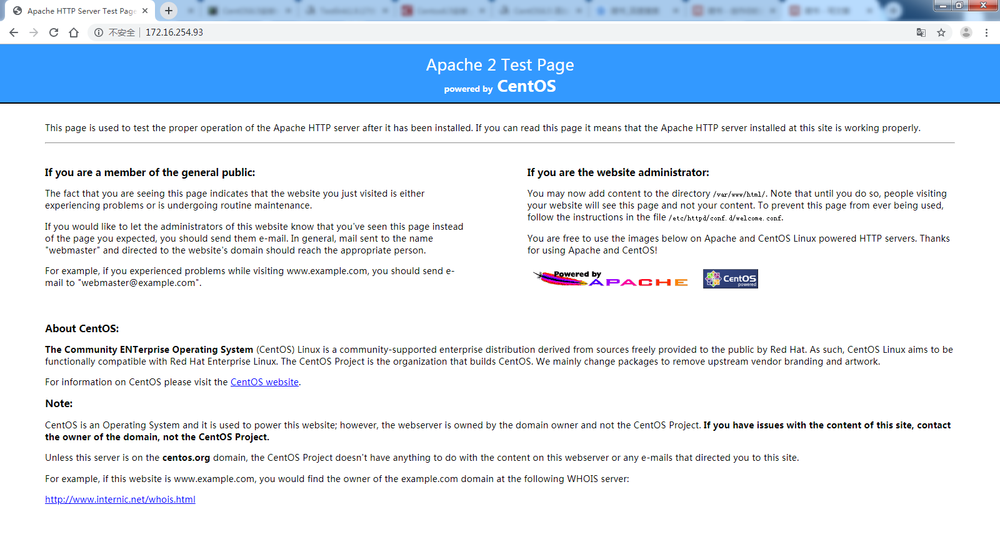 Apache HTTP Server Test Page
不安全 172.16.254.93
Apache 2 Test Page
powered by CentOS
This page is used to test the proper operation of the Apache HTTP server after it has been installed. If you can read this page it means that the Apache HTTP server installed at this site is working properly.
If you are a member of the general public:
The fact that you are seeing this page indicates that the website you just visited is either
experiencing problems or is undergoing routine maintenance.
If you would like to let the administrators of this website know that you've seen this page instead
of the page you expected, you should send them e-mail. In general, mail sent to the name
"webmaster" and directed to the website's domain should reach the appropriate person.
For example, if you experienced problems while visiting www.example.com, you should send e-
mail to "webmaster@example.com".
If you are the website administrator:
You may now add content to the directory /var/www/html/. Note that until you do so, people visiting
your website will see this page and not your content. To prevent this page from ever being used,
follow the instructions in the file /etc/httpd/conf.d/welcome.conf.
You are free to use the images below on Apache and CentOS Linux powered HTTP servers. Thanks
for using Apache and CentOS!
Powered by
APACHE
CentOS
powered
About CentOS:
The Community ENTerprise Operating System (CentOS) Linux is a community-supported enterprise distribution derived from sources freely provided to the public by Red Hat. As such, CentOS Linux aims to be
functionally compatible with Red Hat Enterprise Linux. The CentOS Project is the organization that builds CentOS. We mainly change packages to remove upstream vendor branding and artwork.
For information on CentOS please visit the CentOS website.
Note:
CentOS is an Operating System and it is used to power this website; however, the webserver is owned by the domain owner and not the CentOS Project. If you have issues with the content of this site, contact
the owner of the domain, not the CentOS Project.
Unless this server is on the centos.org domain, the CentOS Project doesn't have anything to do with the content on this webserver or any e-mails that directed you to this site.
For example, if this website is www.example.com, you would find the owner of the example.com domain at the following WHOIS server:
http://www.internic.net/whois.html